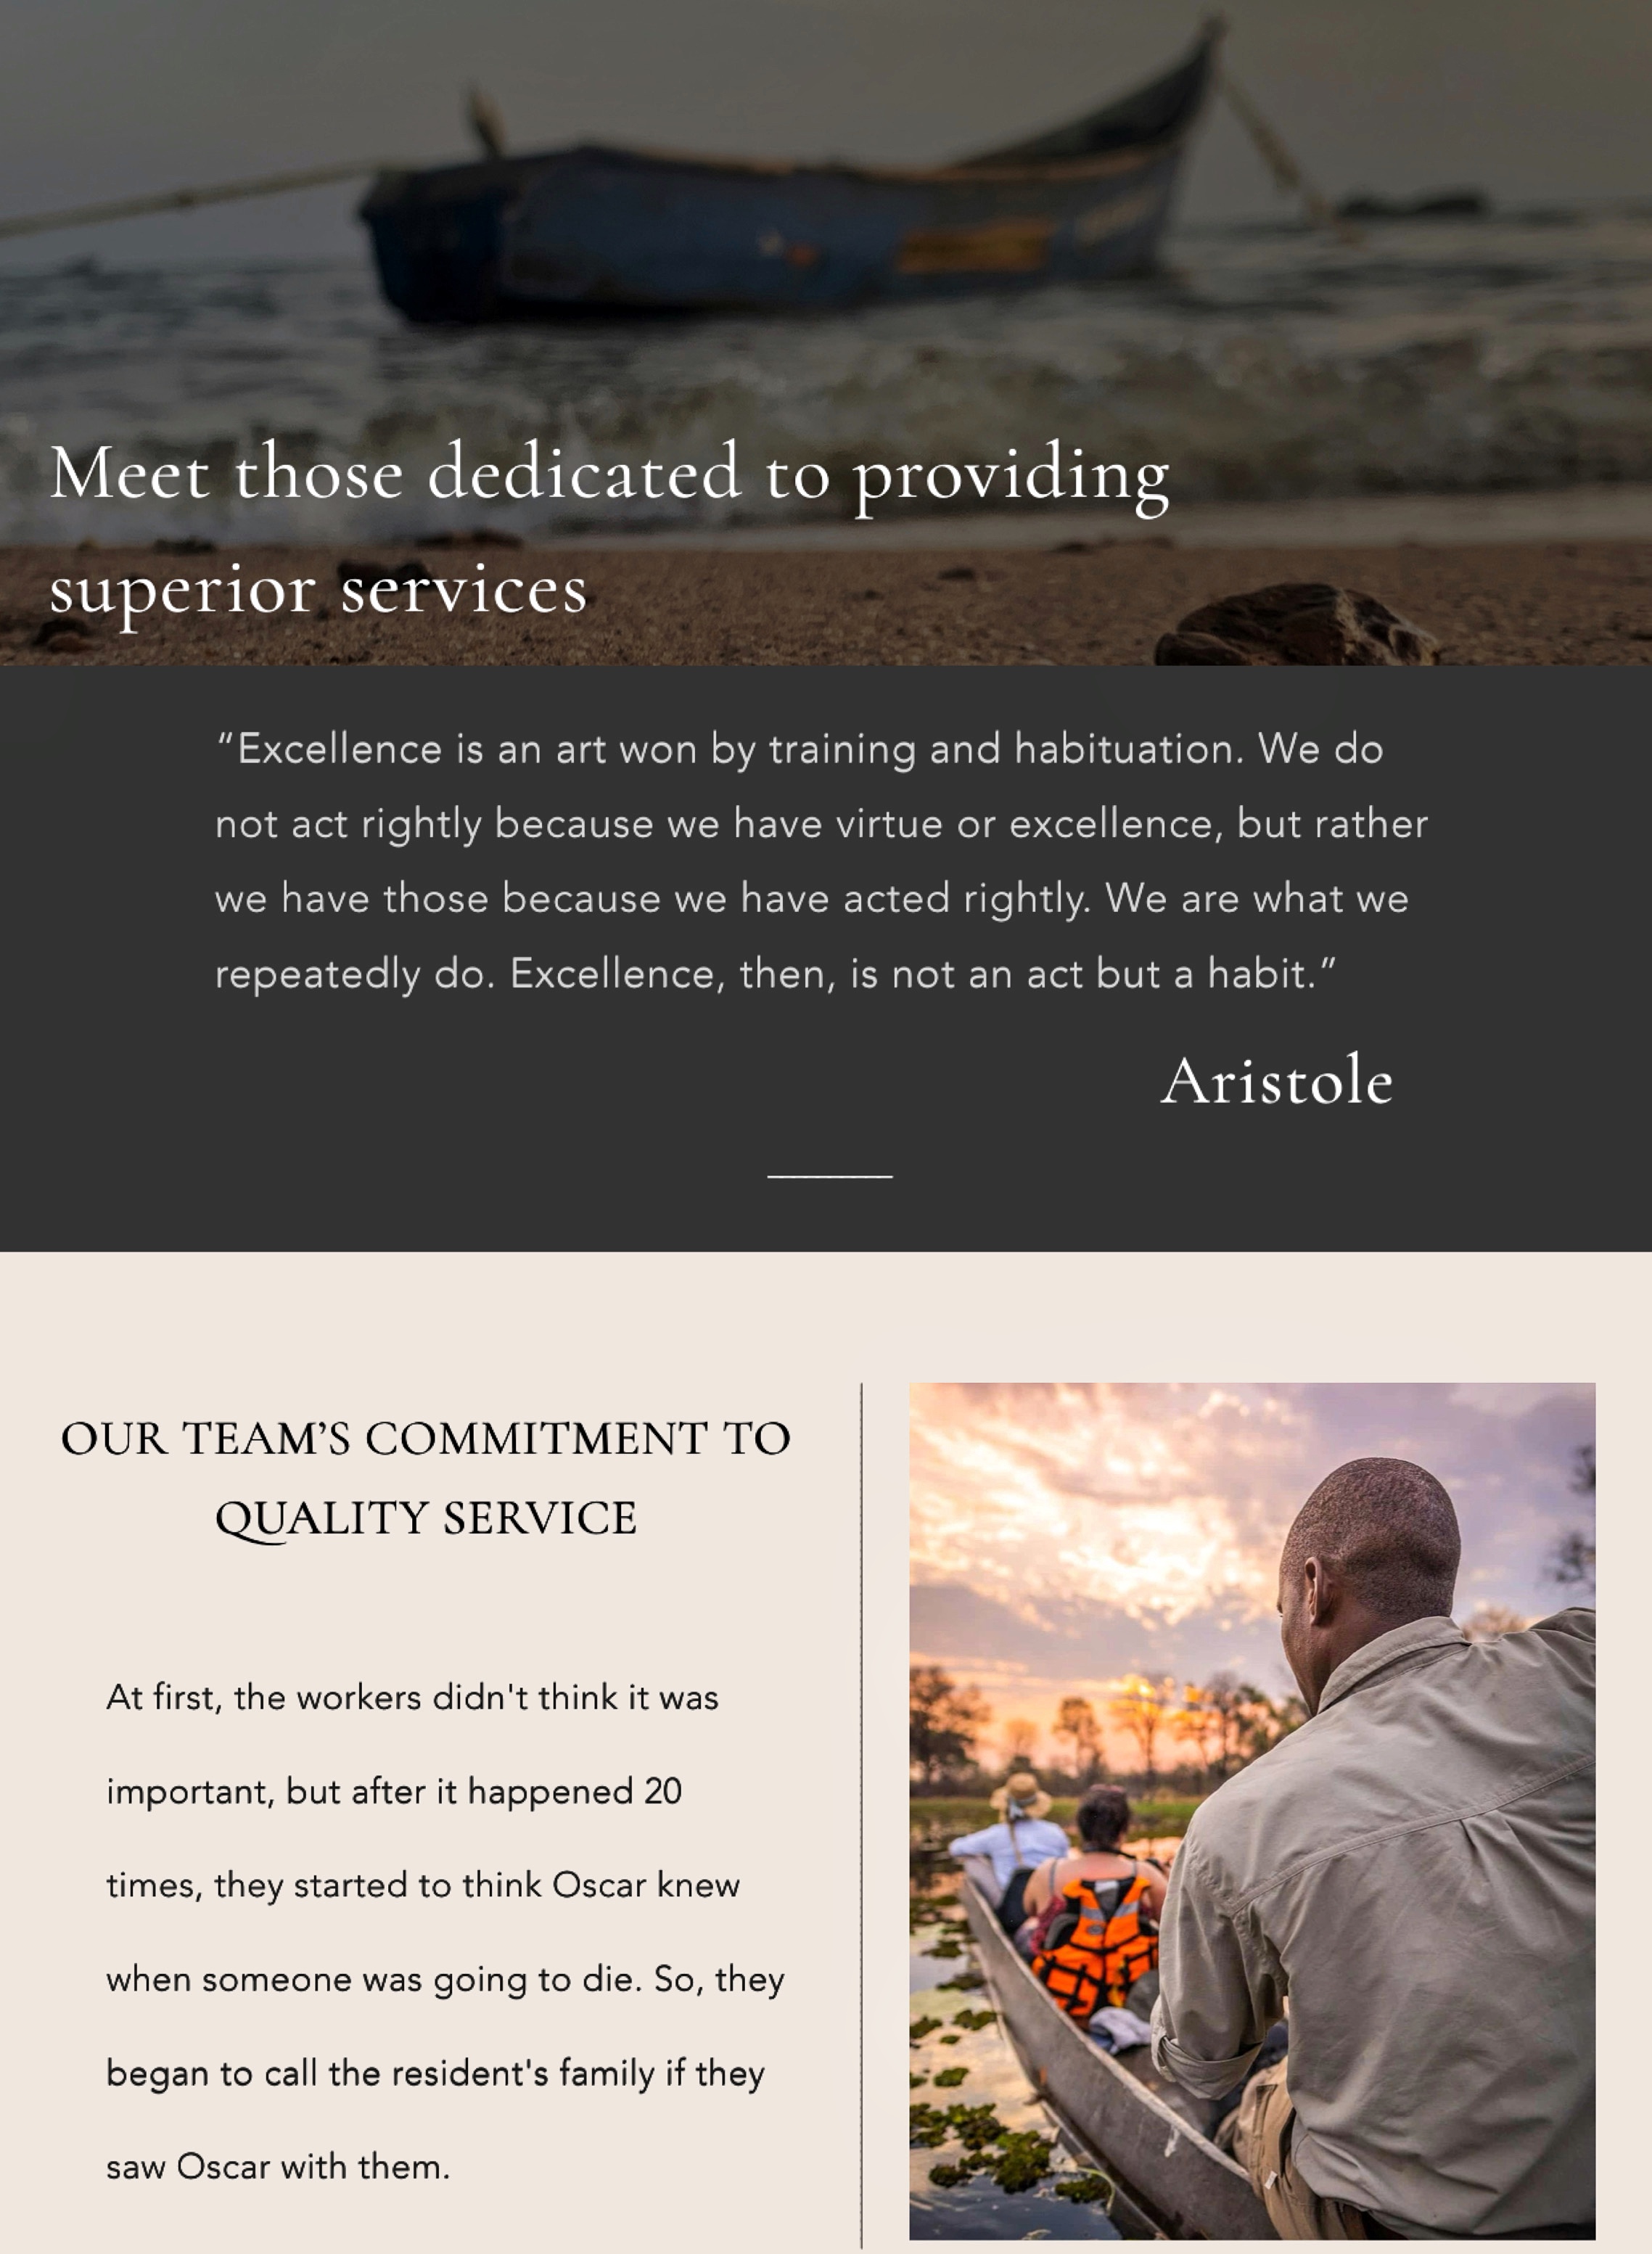 Meet those dedicated to providing
superior services
“Excellence is an art won by training and habituation. We do
not act rightly because we have virtue or excellence, but rather
we have those because we have acted rightly. We are what we
repeatedly do. Excellence, then, is not an act but a habit.”
Aristole
OUR TEAM’S COMMITMENT TO
QUALITY SERVICE
At first, the workers didn't think it was
important, but after it happened 20
times, they started to think Oscar knew
when someone was going to die. So, they
began to call the resident's family if they
saw Oscar with them.